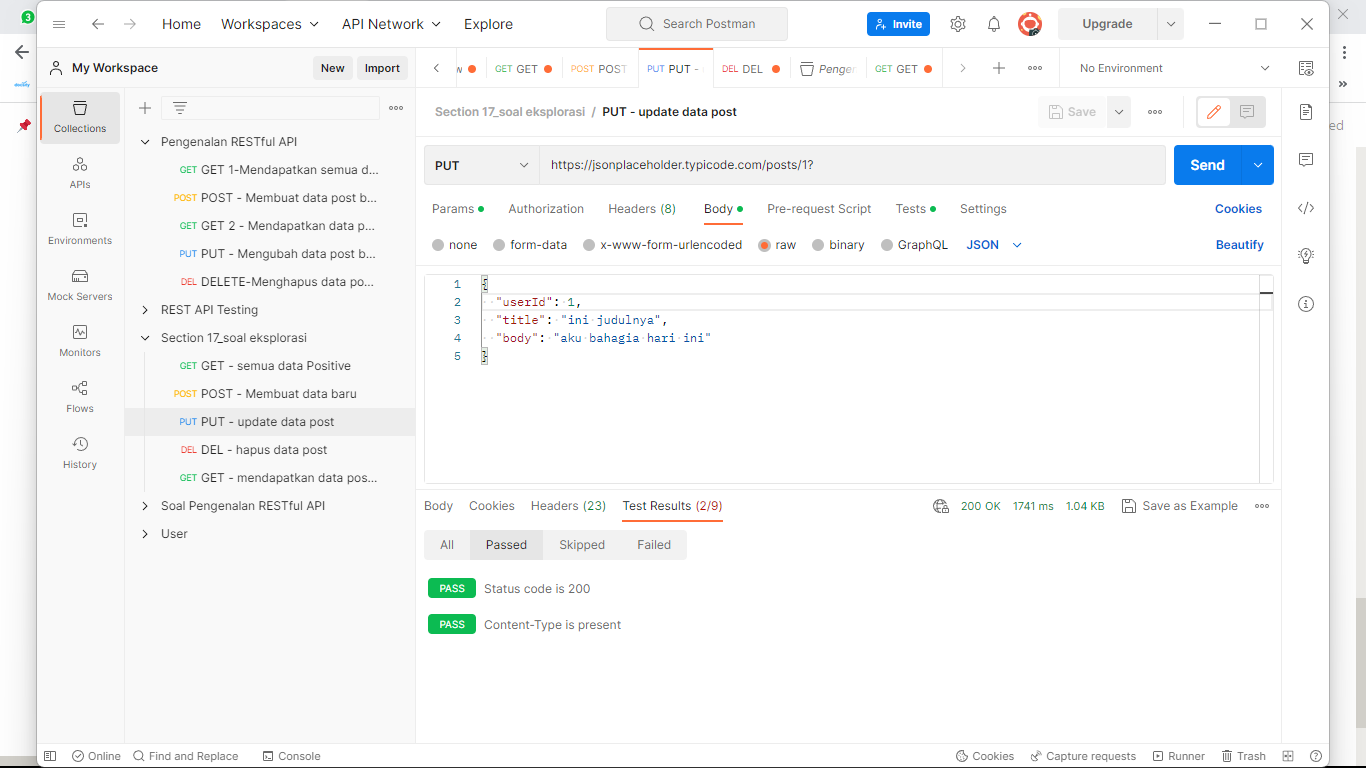 3
Home
Workspaces
API Network
Explore
Search Postman
Invite
Upgrade
My Workspace
New
Import
GET GET
POST POST
PUT PUT -
DEL DEL
Penger
GET GET
No Environment
Collections
APIs
Environments
Mock Servers
Monitors
Flows
History
Pengenalan RESTful API
GET GET 1-Mendapatkan semua d...
POST POST - Membuat data post b...
GET GET 2 - Mendapatkan data p...
PUT PUT - Mengubah data post b...
DEL DELETE-Menghapus data po...
REST API Testing
Section 17_soal eksplorasi
GET GET - semua data Positive
POST POST - Membuat data baru
PUT PUT - update data post
DEL DEL - hapus data post
GET GET - mendapatkan data pos...
Soal Pengenalan RESTful API
User
Section 17_soal eksplorasi / PUT - update data post
Save
PUT
https://jsonplaceholder.typicode.com/posts/1?
Send
Params
Authorization
Headers (8)
Body
Pre-request Script
Tests
Settings
Cookies
none
form-data
x-www-form-urlencoded
raw
binary
GraphQL
JSON
Beautify
1 {
2 "userId": 1,
3 "title": "ini judulnya",
4 "body": "aku bahagia hari ini"
5 }
Body
Cookies
Headers (23)
Test Results (2/9)
200 OK
1741 ms
1.04 KB
Save as Example
All
Passed
Skipped
Failed
PASS Status code is 200
PASS Content-Type is present
Online
Find and Replace
Console
Cookies
Capture requests
Runner
Trash
ed